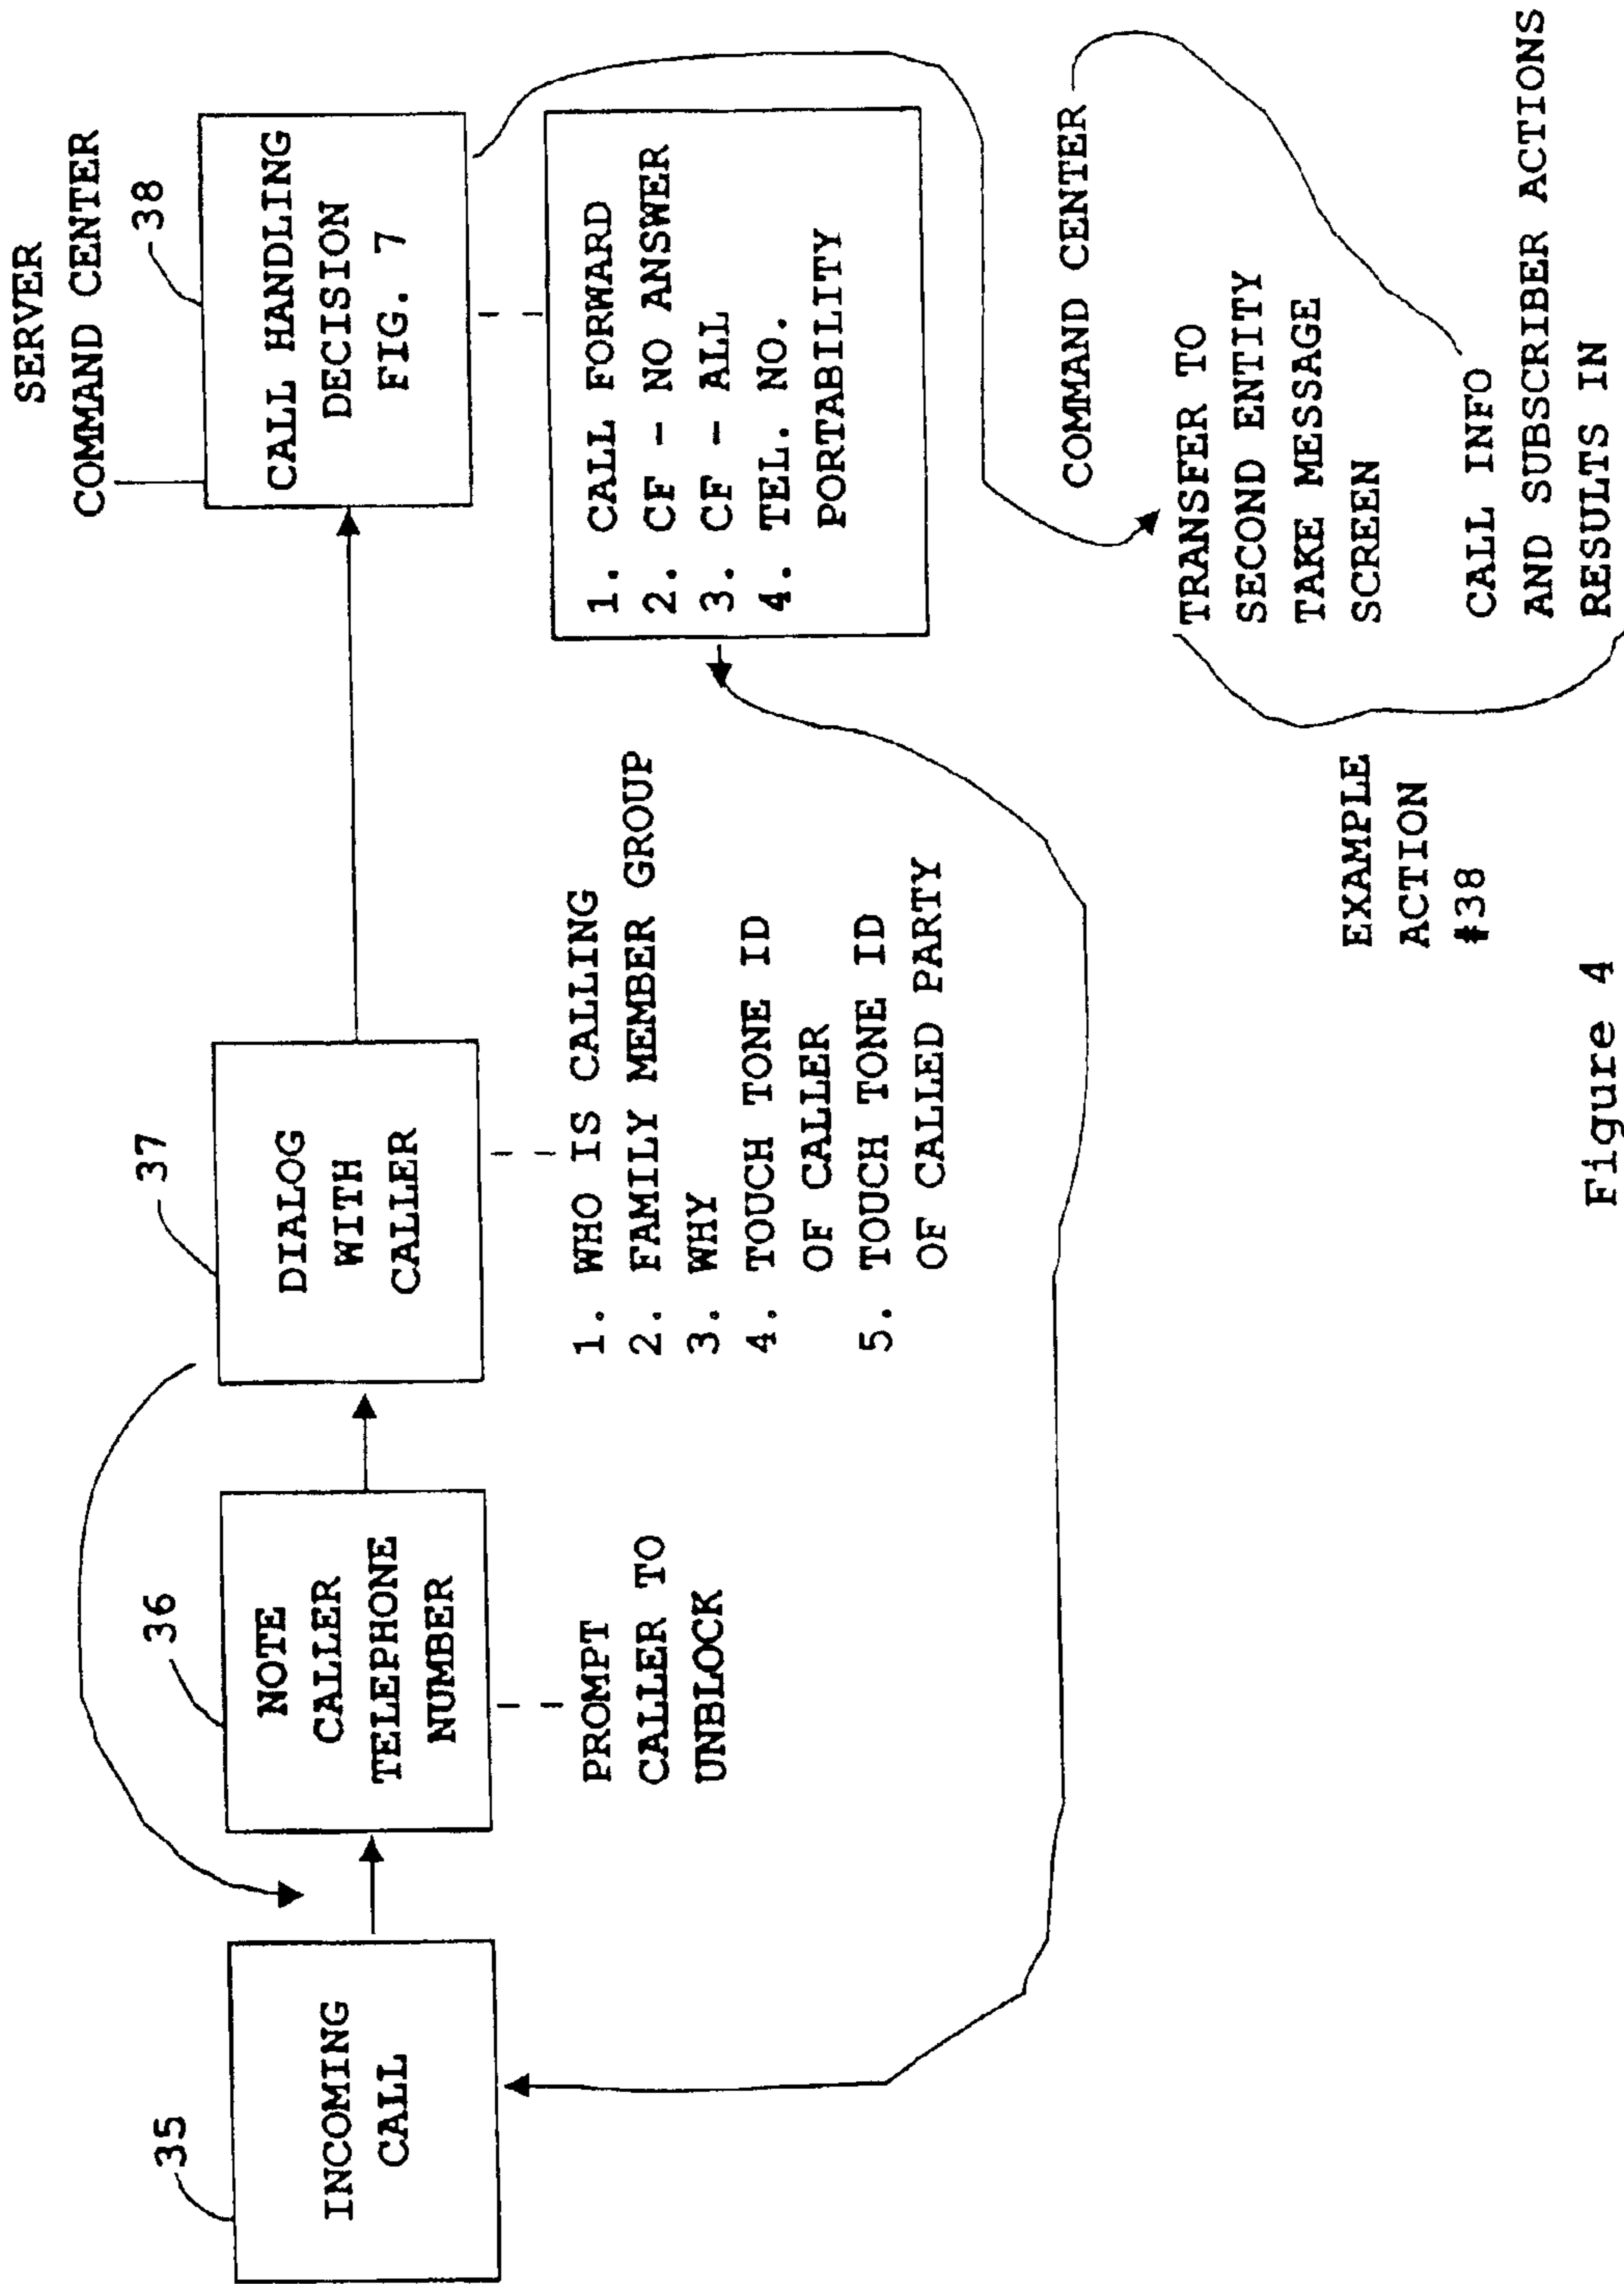 SERVER
COMMAND CENTER
35
INCOMING
CALL
36
NOTE
CALLER
TELEPHONE
NUMBER
PROMPT
CALLER TO
UNBLOCK
37
DIALOG
WITH
CALLER
1. WHO IS CALLING
2. FAMILY MEMBER GROUP
3. WHY
4. TOUCH TONE ID
OF CALLER
5. TOUCH TONE ID
OF CALLED PARTY
38
CALL HANDLING
DECISION
FIG. 7
1. CALL FORWARD
2. CF - NO ANSWER
3. CF - ALL
4. TEL. NO.
PORTABILITY
COMMAND CENTER
EXAMPLE
ACTION
#38
TRANSFER TO
SECOND ENTITY
TAKE MESSAGE
SCREEN
CALL INFO
AND SUBSCRIBER ACTIONS
RESULTS IN
Figure 4